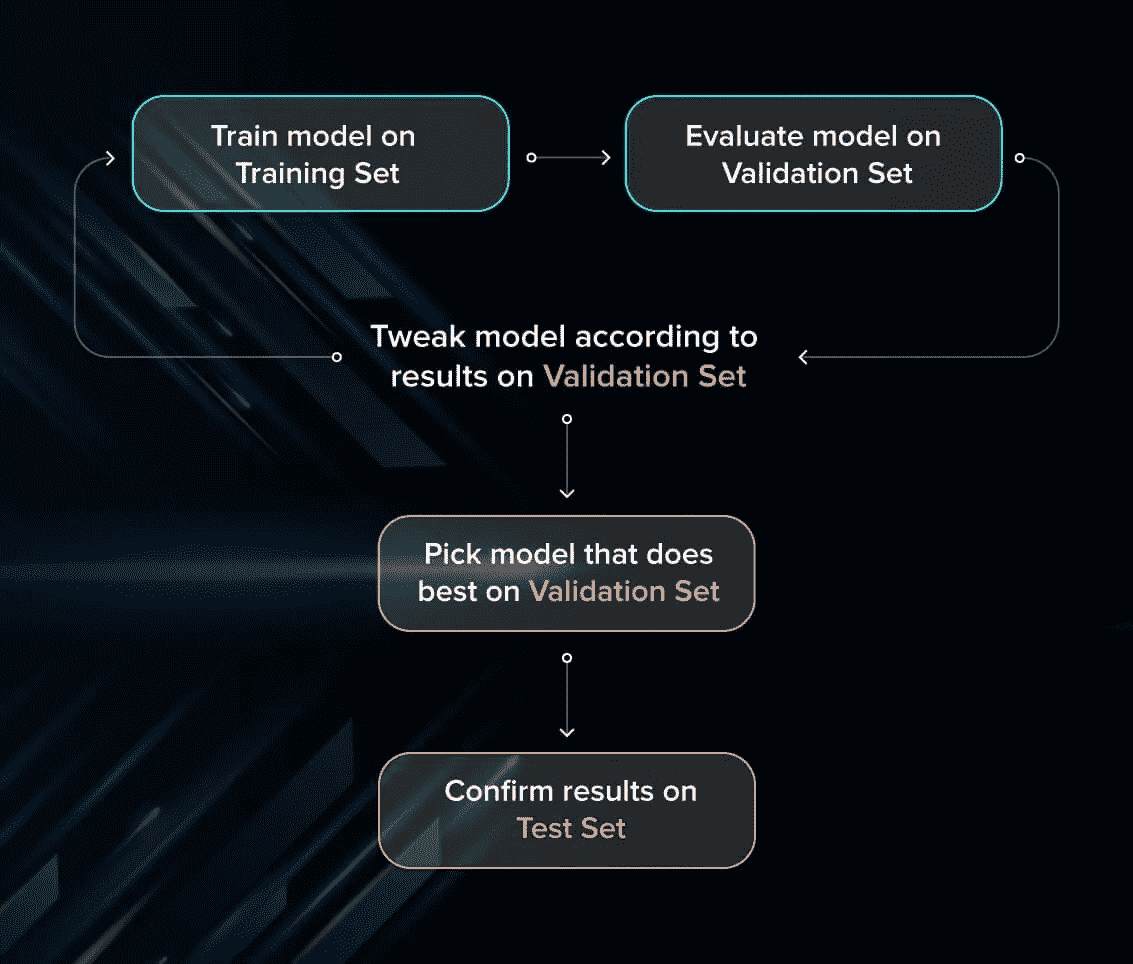 Train model on
Training Set
Evaluate model on
Validation Set
Tweak model according to
results on Validation Set
Pick model that does
best on Validation Set
Confirm results on
Test Set